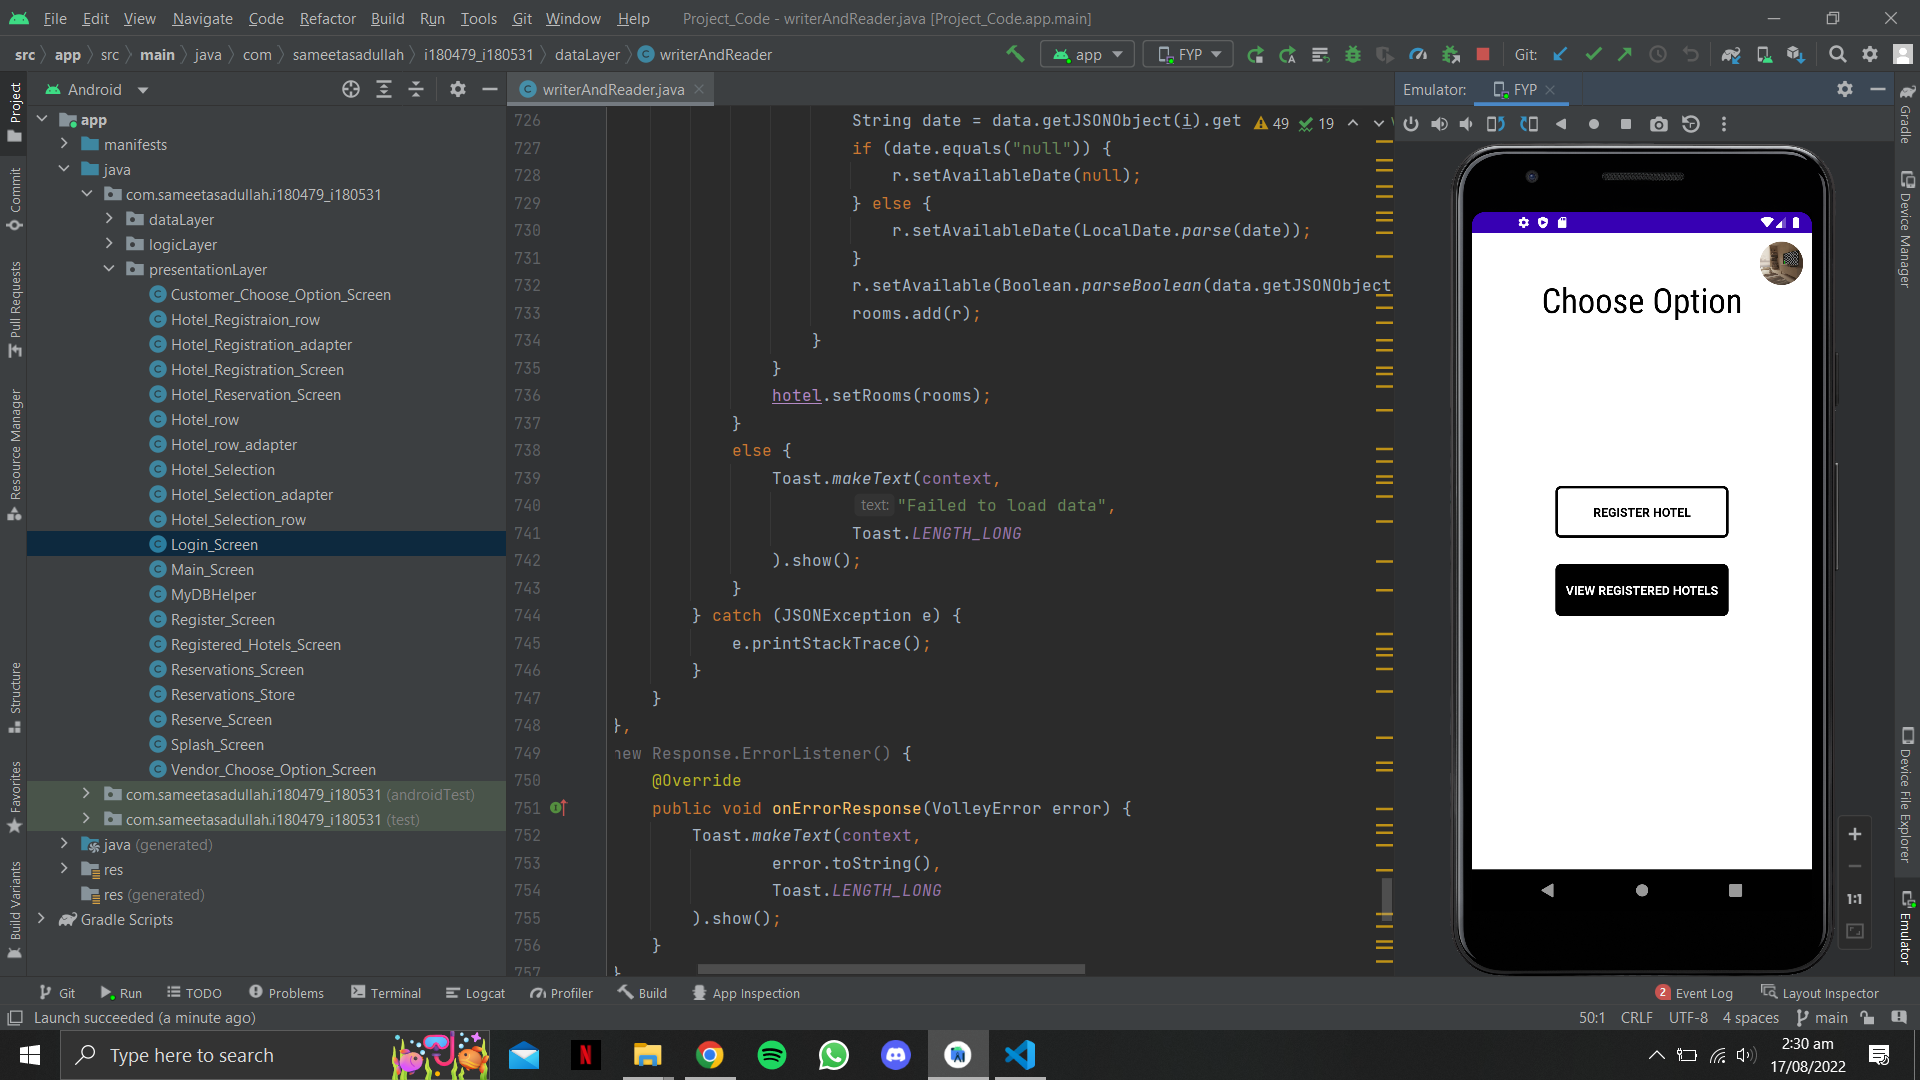 File Edit View Navigate Code Refactor Build Run Tools Git Window Help Project_Code - writerAndReader.java [Project_Code.app.main]
src app src main java com sameetasadullah i180479_i180531 dataLayer writerAndReader app FYP Git:
Android
writerAndReader.java
Emulator: FYP
Project
Commit
Pull Requests
Resource Manager
Structure
Favorites
Build Variants
app
manifests
java
com.sameetasadullah.i180479_i180531
dataLayer
logicLayer
presentationLayer
Customer_Choose_Option_Screen
Hotel_Registraion_row
Hotel_Registration_adapter
Hotel_Registration_Screen
Hotel_Reservation_Screen
Hotel_row
Hotel_row_adapter
Hotel_Selection
Hotel_Selection_adapter
Hotel_Selection_row
Login_Screen
Main_Screen
MyDBHelper
Register_Screen
Registered_Hotels_Screen
Reservations_Screen
Reservations_Store
Reserve_Screen
Splash_Screen
Vendor_Choose_Option_Screen
com.sameetasadullah.i180479_i180531 (androidTest)
com.sameetasadullah.i180479_i180531 (test)
java (generated)
res
res (generated)
Gradle Scripts
726 String date = data.getJSONObject(i).get 49 19
727 if (date.equals("null")) {
728 r.setAvailableDate(null);
729 } else {
730 r.setAvailableDate(LocalDate.parse(date));
731 }
732 r.setAvailable(Boolean.parseBoolean(data.getJSONObject
733 rooms.add(r);
734 }
735 }
736 hotel.setRooms(rooms);
737 }
738 else {
739 Toast.makeText(context,
740 text: "Failed to load data",
741 Toast.LENGTH_LONG
742 ).show();
743 }
744 } catch (JSONException e) {
745 e.printStackTrace();
746 }
747 }
748 },
749 new Response.ErrorListener() {
750 @Override
751 public void onErrorResponse(VolleyError error) {
752 Toast.makeText(context,
753 error.toString(),
754 Toast.LENGTH_LONG
755 ).show();
756 }
757 }
Choose Option
REGISTER HOTEL
VIEW REGISTERED HOTELS
1:1
Gradle
Device Manager
Device File Explorer
Emulator
Git Run TODO Problems Terminal Logcat Profiler Build App Inspection 2 Event Log Layout Inspector
Launch succeeded (a minute ago) 50:1 CRLF UTF-8 4 spaces main
Type here to search
2:30 am
17/08/2022